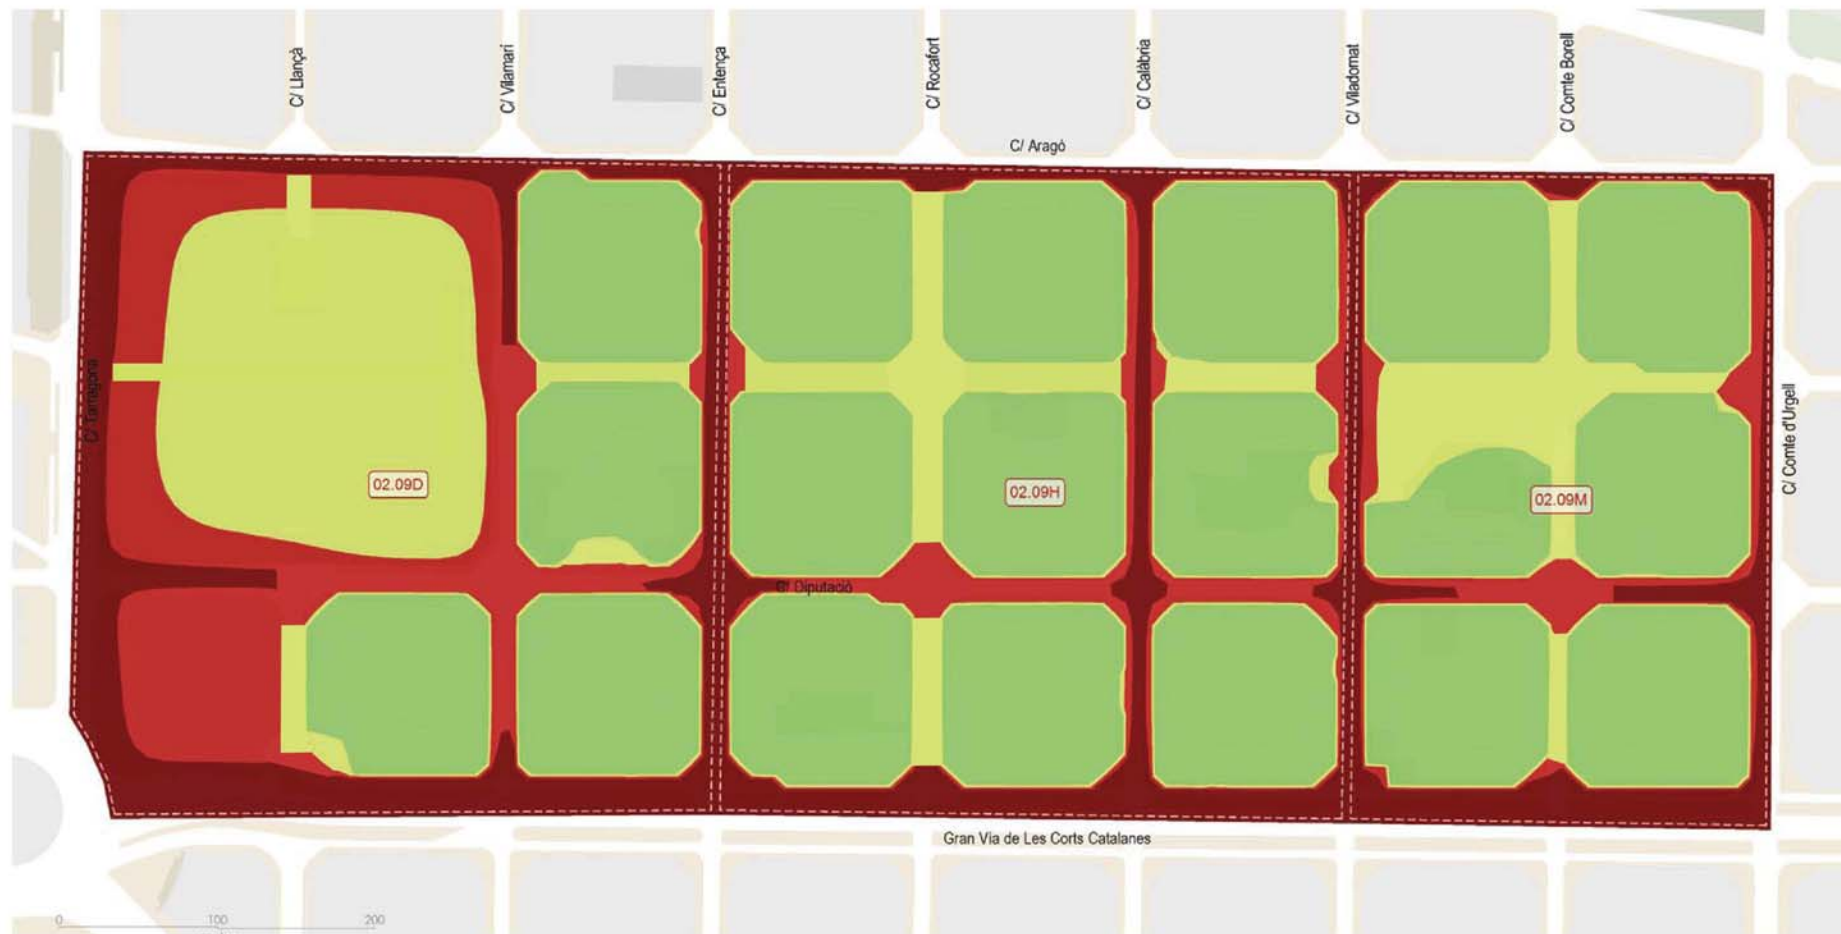 C/ Llançà
C/ Vilamarí
C/ Entença
C/ Rocafort
C/ Calàbria
C/ Viladomat
C/ Comte Borell
C/ Aragó
C/ Tarragona
C/ Comte d'Urgell
02.09D
02.09H
02.09M
C/ Diputació
Gran Via de Les Corts Catalanes
0 100 200